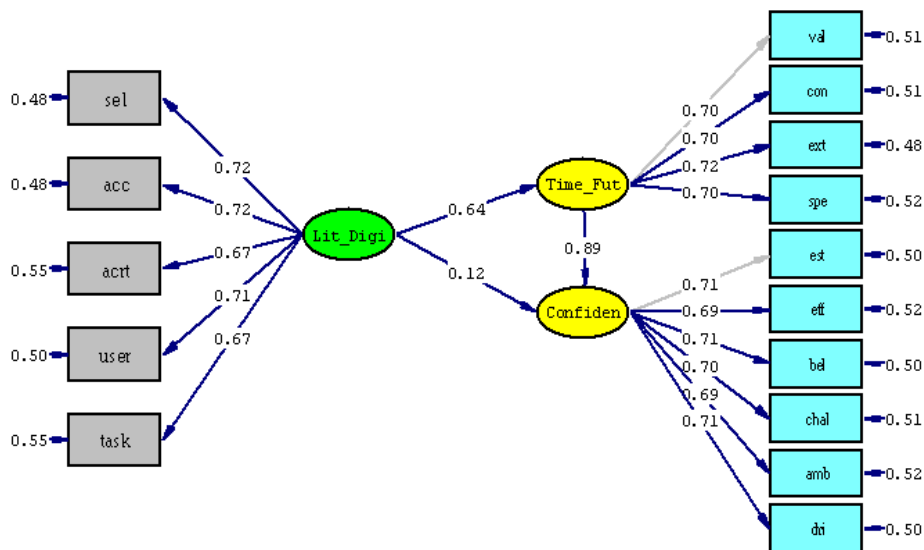 val
0.51
con
0.51
sel
0.48
0.70
0.70
ext
0.48
0.72
0.72
acc
0.48
Time_Fut
0.70
spe
0.52
0.72
0.64
Lit_Digi
0.67
acrt
0.55
0.89
est
0.50
0.12
0.71
Confiden
0.71
0.69
eff
0.52
0.67
0.71
user
0.50
bel
0.50
0.70
0.69
0.71
chal
0.51
task
0.55
amb
0.52
dri
0.50